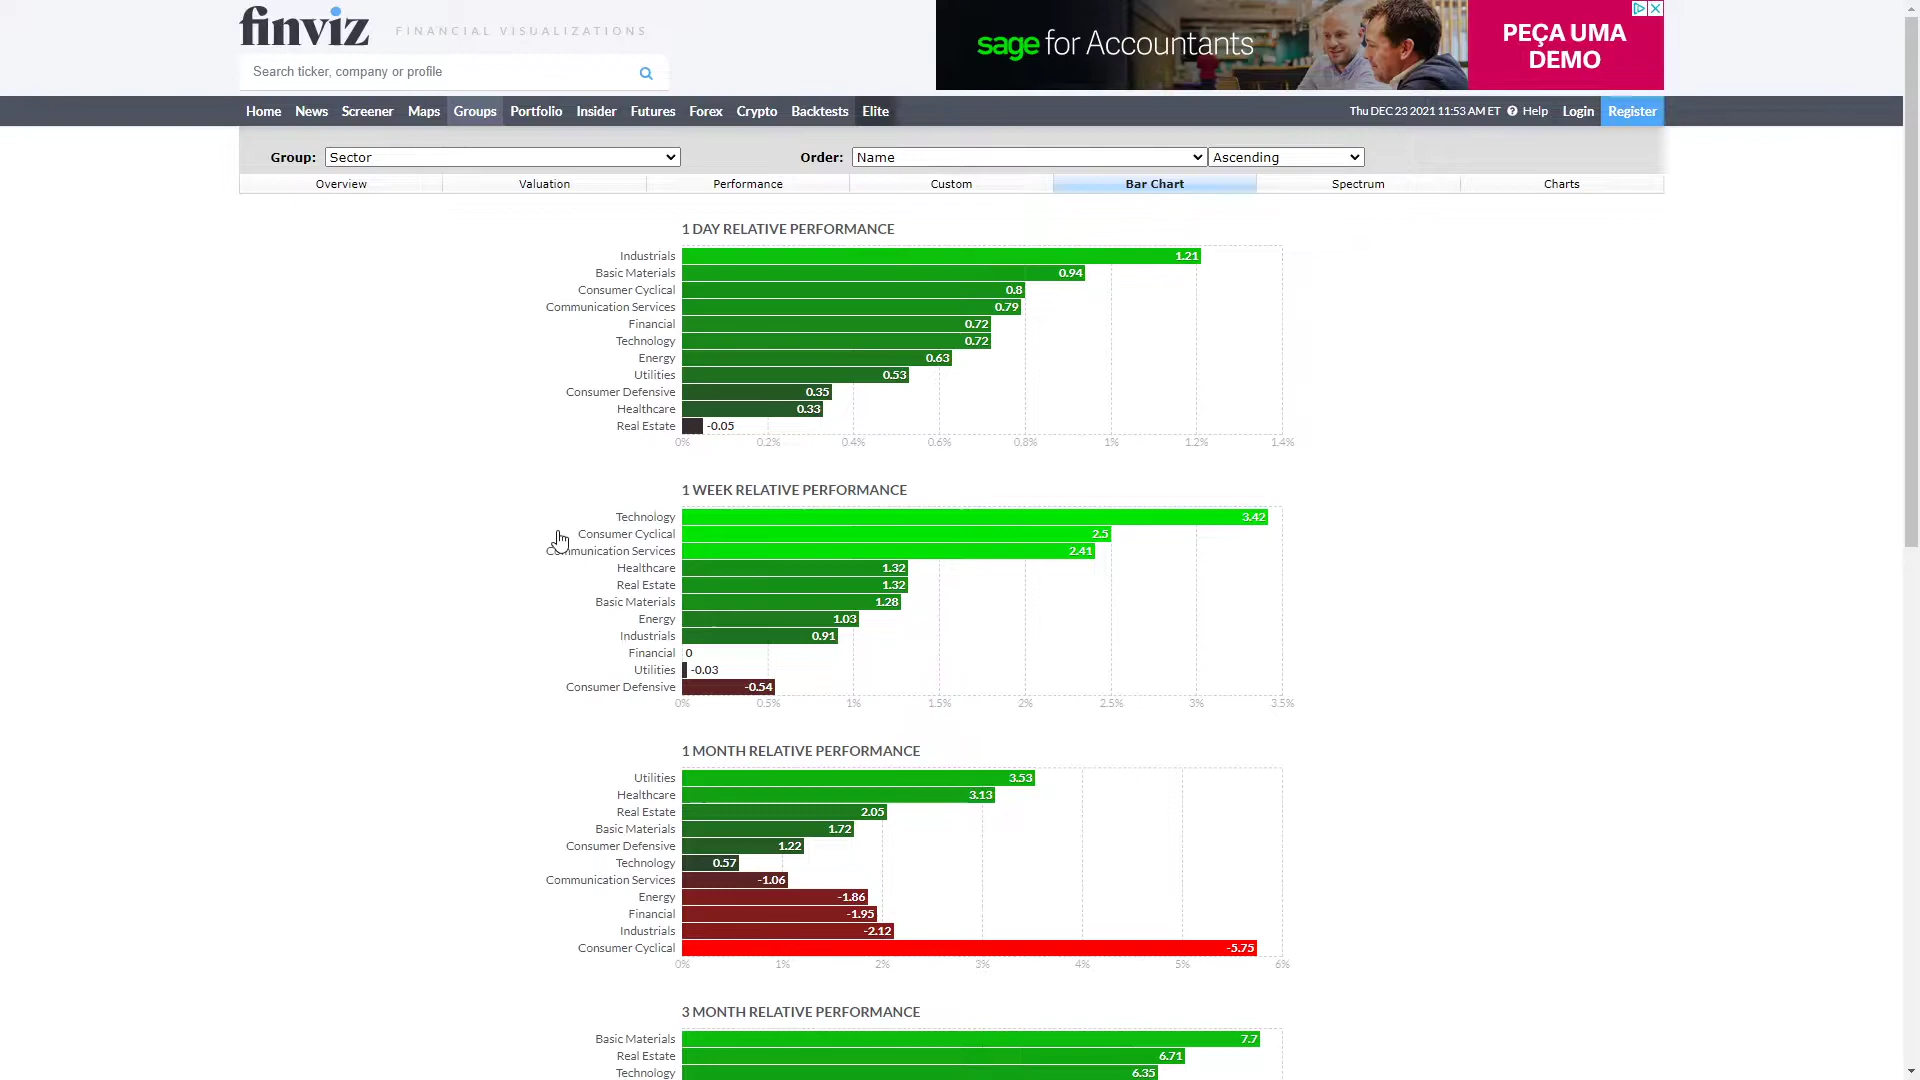 finviz
FINANCIAL VISUALIZATIONS
sage for Accountants
PEÇA UMA
DEMO
Search ticker, company or profile
Home News Screener Maps Groups Portfolio Insider Futures Forex Crypto Backtests Elite Thu DEC 23 2021 11:53 AM ET Help Login Register
Group: Sector Order: Name Ascending
Overview Valuation Performance Custom Bar Chart Spectrum Charts
1 DAY RELATIVE PERFORMANCE
Industrials 1.21
Basic Materials 0.94
Consumer Cyclical 0.8
Communication Services 0.79
Financial 0.72
Technology 0.72
Energy 0.63
Utilities 0.53
Consumer Defensive 0.35
Healthcare 0.33
Real Estate -0.05
0% 0.2% 0.4% 0.6% 0.8% 1% 1.2% 1.4%
1 WEEK RELATIVE PERFORMANCE
Technology 3.42
Consumer Cyclical 2.5
Communication Services 2.41
Healthcare 1.32
Real Estate 1.32
Basic Materials 1.28
Energy 1.03
Industrials 0.91
Financial 0
Utilities -0.03
Consumer Defensive -0.54
0% 0.5% 1% 1.5% 2% 2.5% 3% 3.5%
1 MONTH RELATIVE PERFORMANCE
Utilities 3.53
Healthcare 3.13
Real Estate 2.05
Basic Materials 1.72
Consumer Defensive 1.22
Technology 0.57
Communication Services -1.06
Energy -1.86
Financial -1.95
Industrials -2.12
Consumer Cyclical -5.75
0% 1% 2% 3% 4% 5% 6%
3 MONTH RELATIVE PERFORMANCE
Basic Materials 7.7
Real Estate 6.71
Technology 6.35